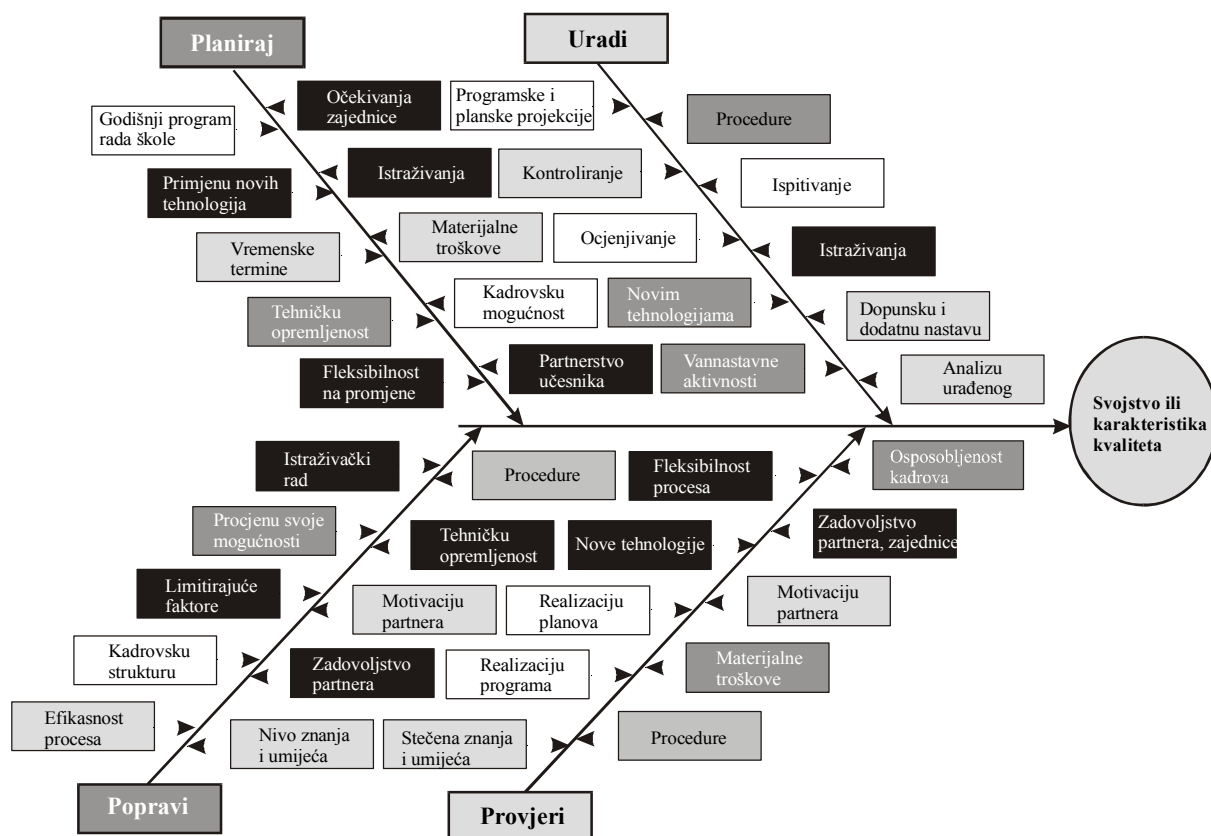 Planiraj
Uradi
Očekivanja
zajednice
Programske i
planske projekcije
Godišnji program
rada škole
Procedure
Istraživanja
Kontroliranje
Ispitivanje
Primjenu novih
tehnologija
Materijalne
troškove
Ocjenjivanje
Istraživanja
Vremenske
termine
Kadrovsku
mogućnost
Novim
tehnologijama
Dopunsku i
dodatnu nastavu
Tehničku
opremljenost
Partnerstvo
učesnika
Vannastavne
aktivnosti
Analizu
urađenog
Fleksibilnost
na promjene
Svojstvo ili
karakteristika
kvaliteta
Istraživački
rad
Procedure
Fleksibilnost
procesa
Osposobljenost
kadrova
Procjenu svoje
mogućnosti
Tehničku
opremljenost
Nove tehnologije
Zadovoljstvo
partnera, zajednice
Limitirajuće
faktore
Motivaciju
partnera
Realizaciju
planova
Motivaciju
partnera
Kadrovsku
strukturu
Zadovoljstvo
partnera
Realizaciju
programa
Materijalne
troškove
Efikasnost
procesa
Nivo znanja
i umijeća
Stečena znanja
i umijeća
Procedure
Popravi
Provjeri